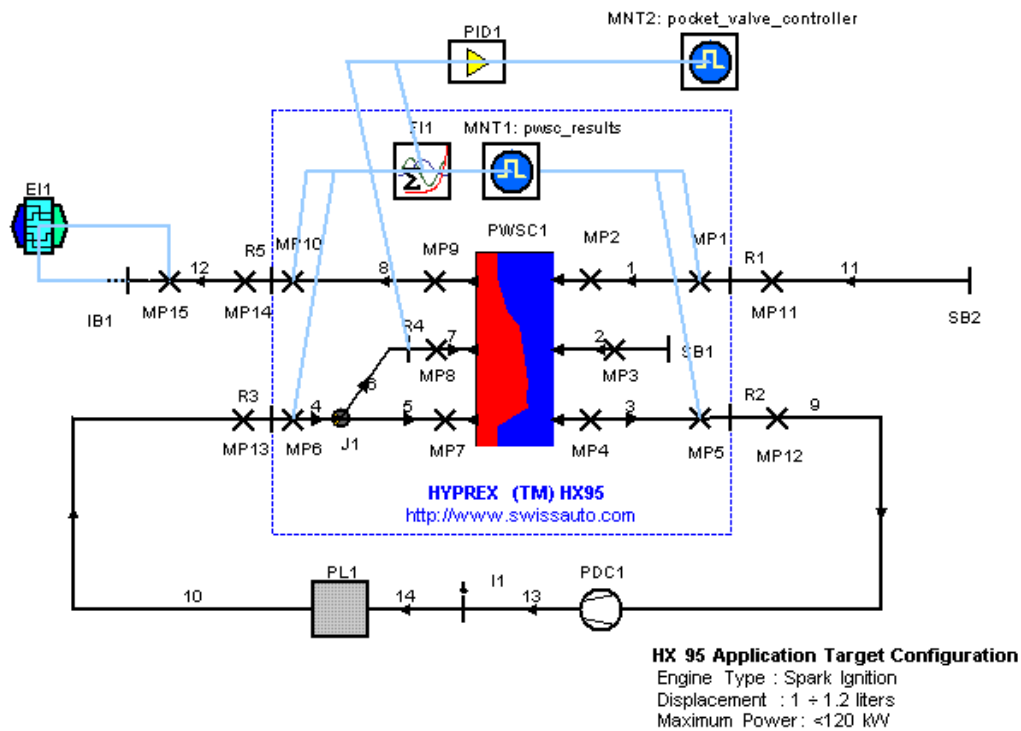 MNT2: pocket_valve_controller
PID1
FI1
MNT1: pwsc_results
EI1
PWSC1
R5
MP10
MP9
MP2
MP1
R1
12
8
1
11
IB1
MP15
MP14
MP11
SB2
R4
7
2
SB1
MP8
MP3
6
R3
4
5
3
R2
9
MP13
MP6
J1
MP7
MP4
MP5
MP12
HYPREX (TM) HX95
http://www.swissauto.com
PL1
I1
PDC1
10
14
13
HX 95 Application Target Configuration
Engine Type : Spark Ignition
Displacement : 1 ÷ 1.2 liters
Maximum Power: <120 kW